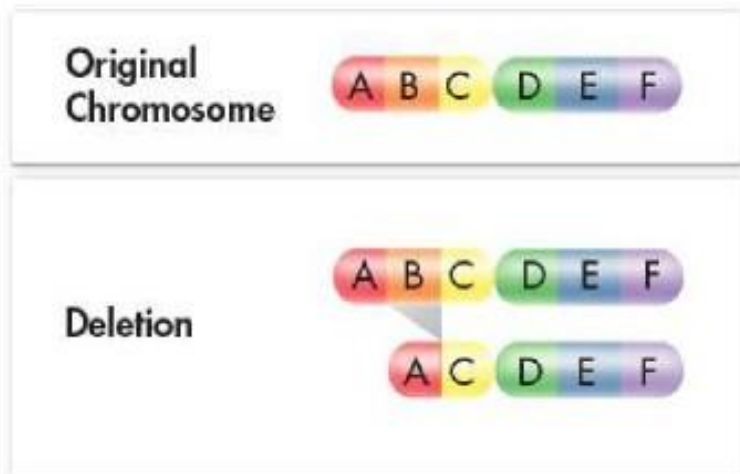 Original
Chromosome
A B C D E F
A B C D E F
Deletion
A C D E F